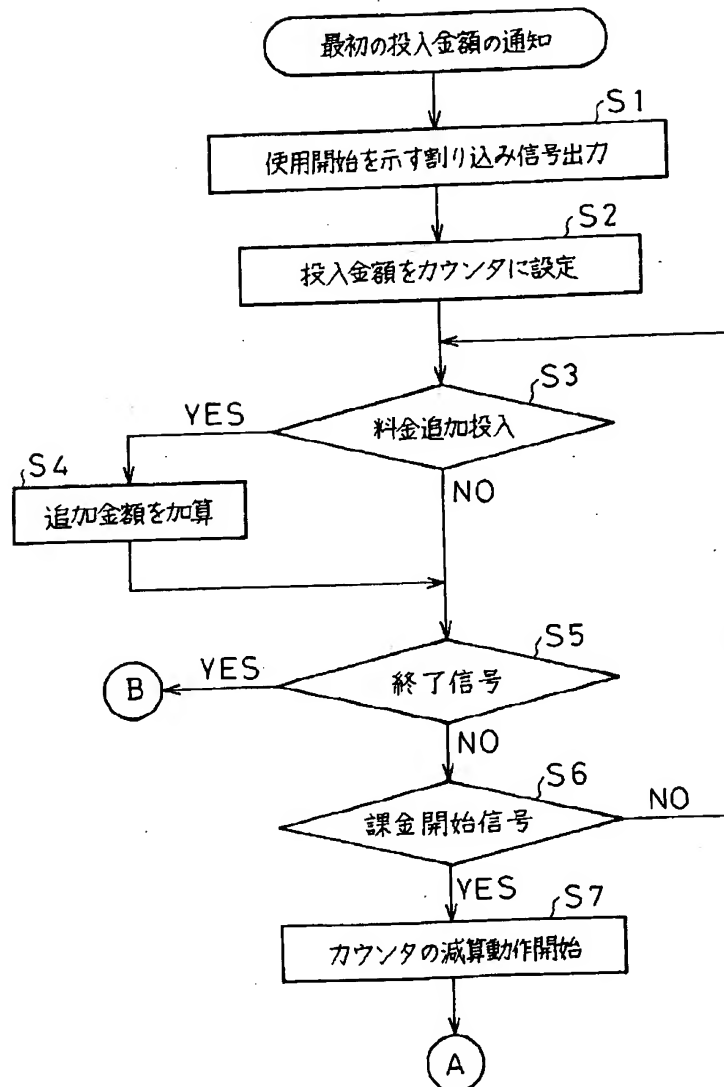 最初の投入金額の通知
S1
使用開始を示す割り込み信号出力
S2
投入金額をカウンタに設定
S3
YES
料金追加投入
S4
NO
追加金額を加算
S5
YES
B
終了信号
NO
S6
NO
課金開始信号
YES
S7
カウンタの減算動作開始
A